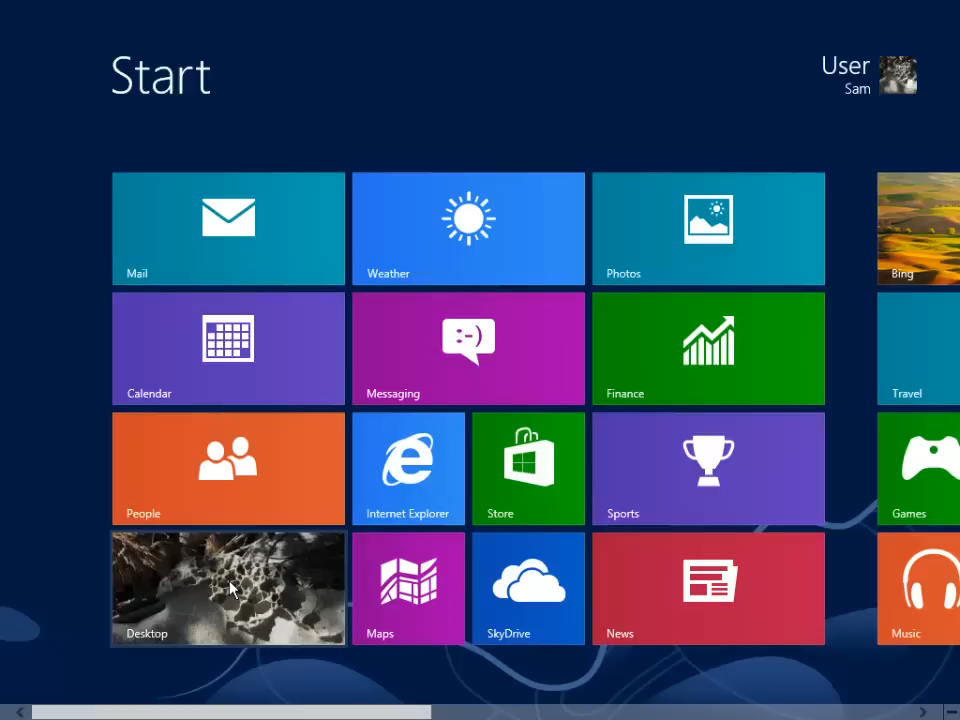 Start
User
Sam
Mail
Weather
Photos
Bing
Calendar
Messaging
:-)
Finance
Travel
People
Internet Explorer
Store
Sports
Games
Desktop
Maps
SkyDrive
News
Music